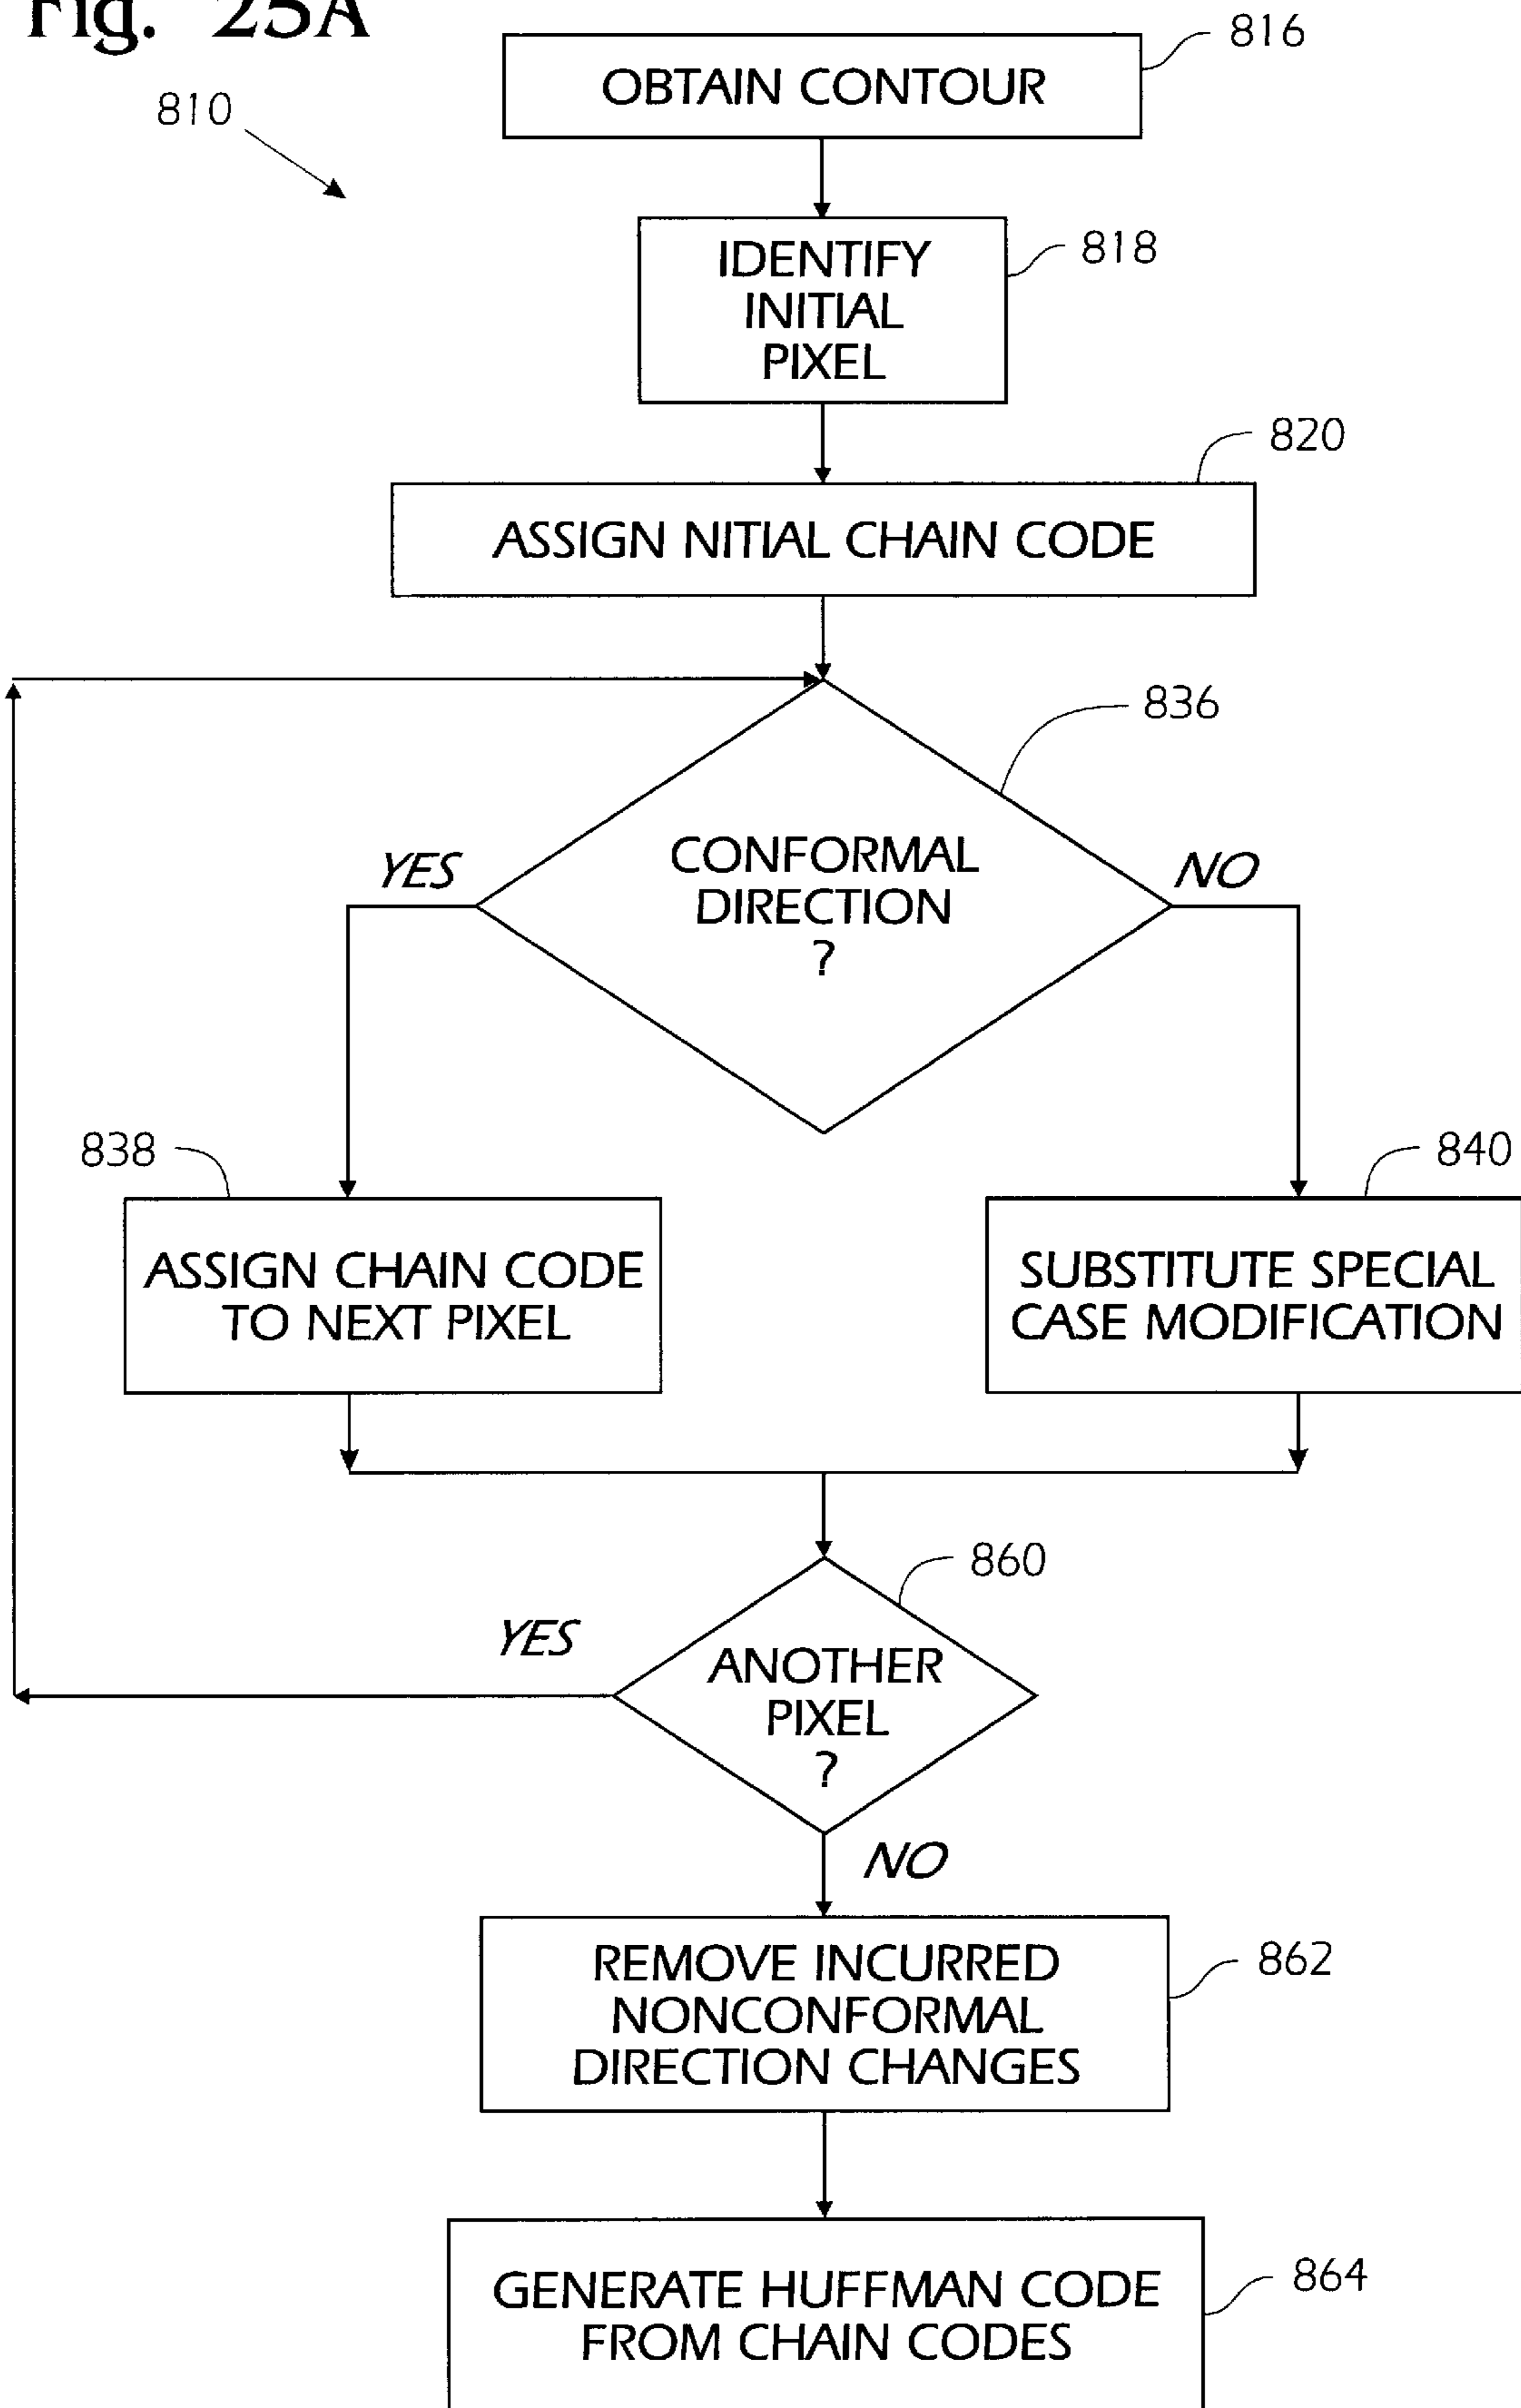 Fig. 25A
816
OBTAIN CONTOUR
810
818
IDENTIFY
INITIAL
PIXEL
820
ASSIGN NITIAL CHAIN CODE
836
CONFORMAL
DIRECTION
?
YES
NO
838
840
ASSIGN CHAIN CODE
TO NEXT PIXEL
SUBSTITUTE SPECIAL
CASE MODIFICATION
860
YES
ANOTHER
PIXEL
?
NO
862
REMOVE INCURRED
NONCONFORMAL
DIRECTION CHANGES
864
GENERATE HUFFMAN CODE
FROM CHAIN CODES